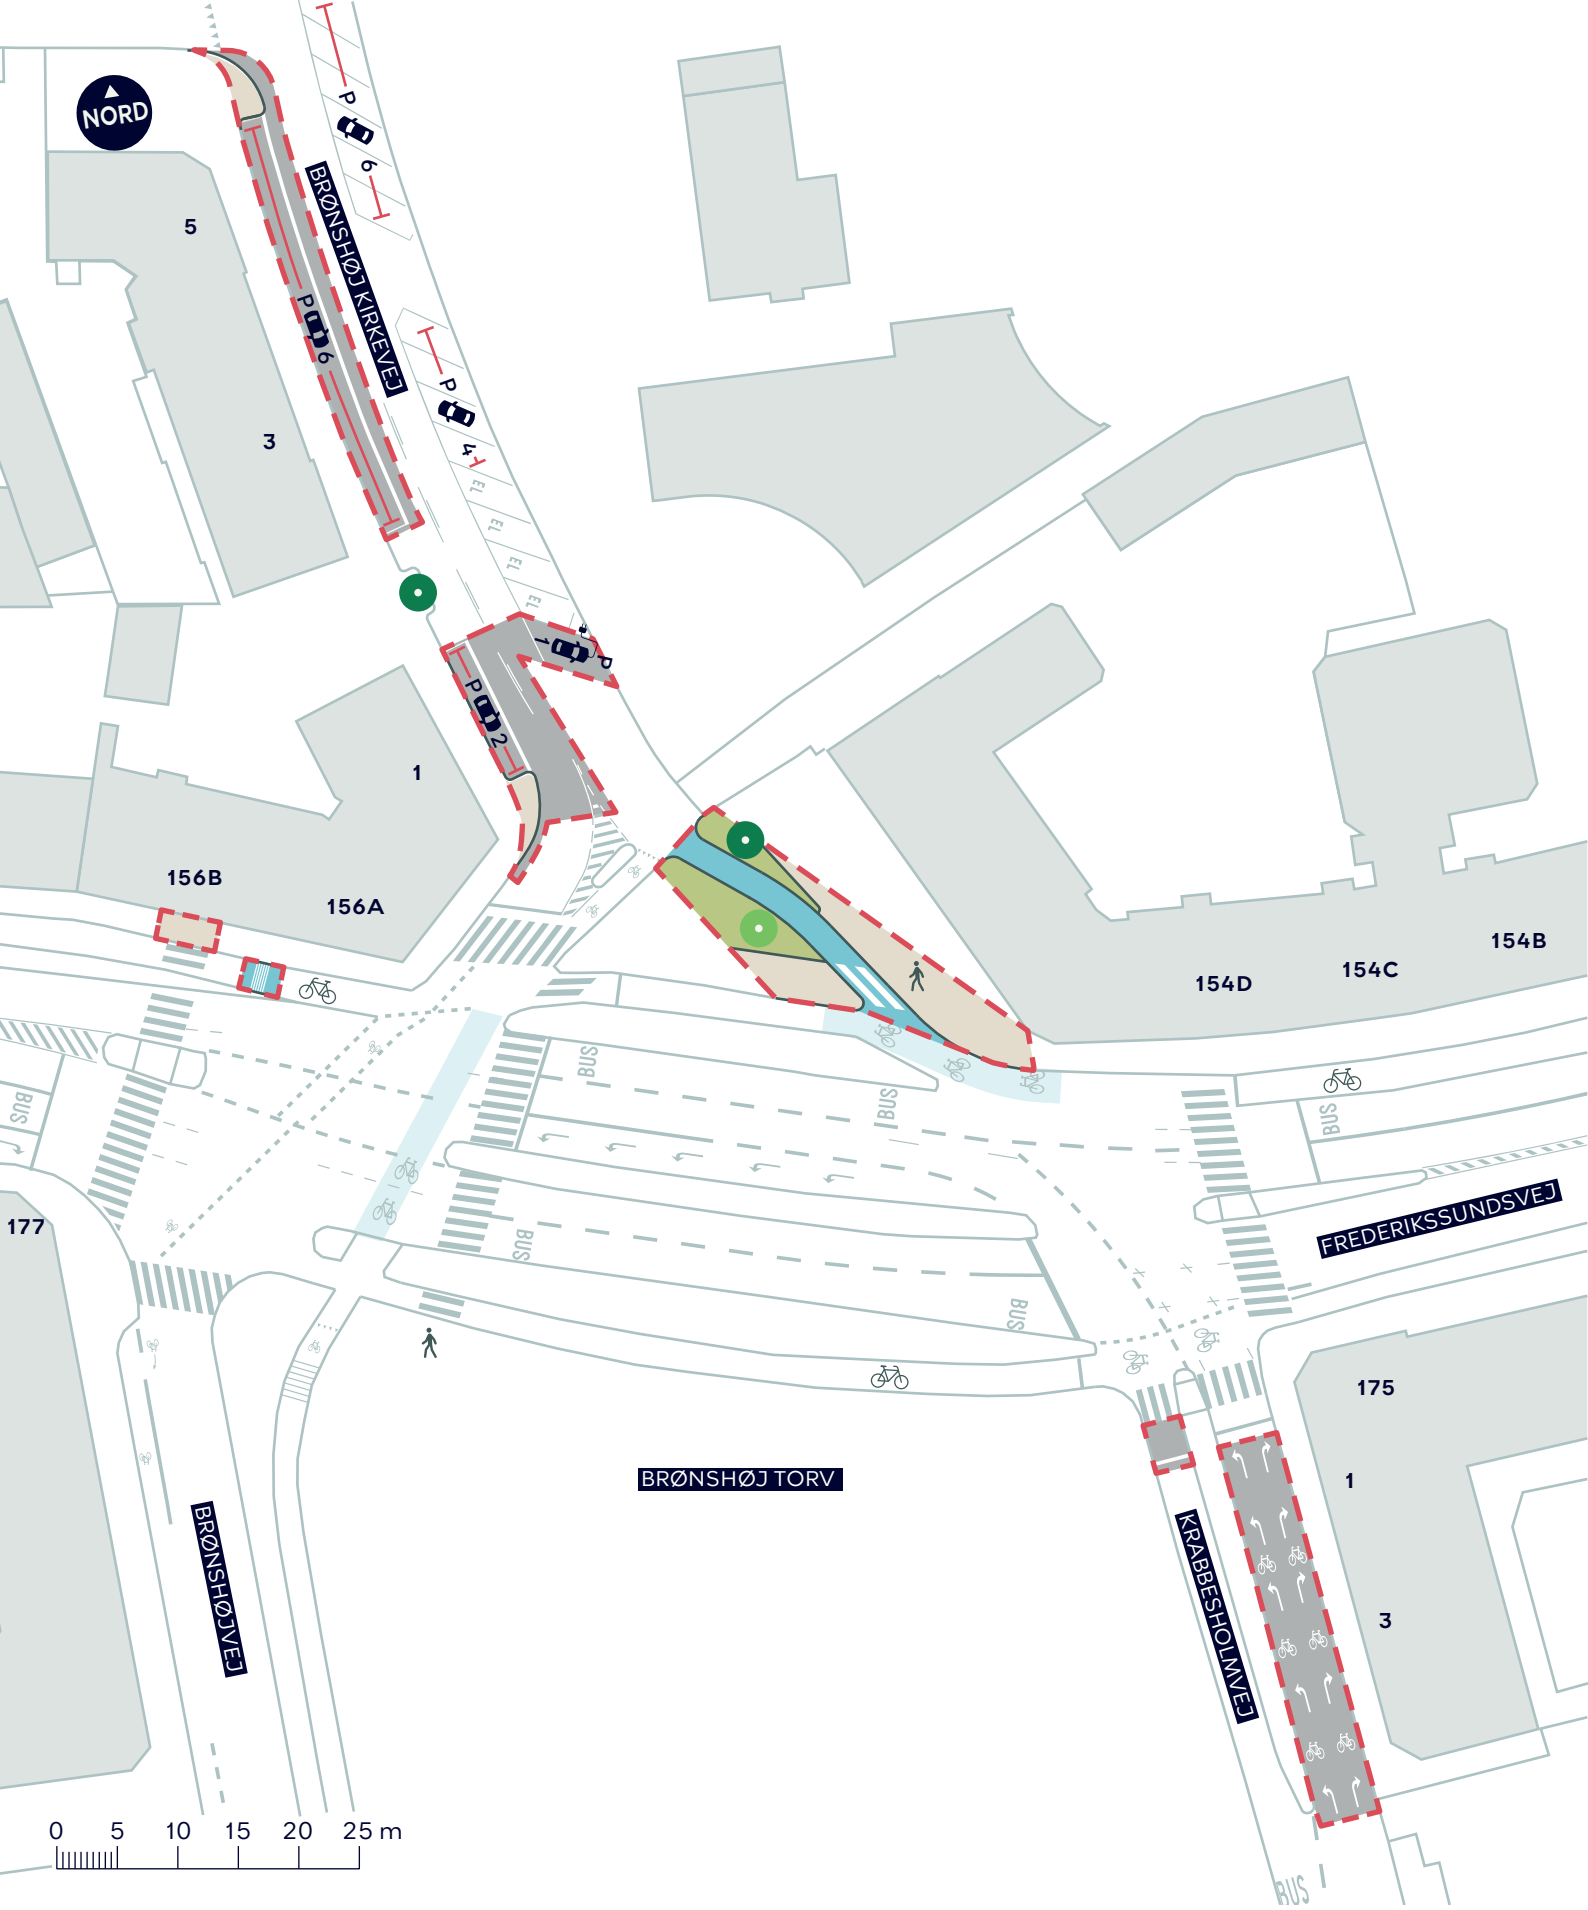 NORD
P
6
5
BRØNSHØJ KIRKEVEJ
P
6
3
P
4
EL
EL
EL
EL
1
P
P
2
1
156B
156A
154B
154C
154D
BUS
BUS
BUS
BUS
BUS
BUS
177
FREDERIKSSUNDSVEJ
175
1
3
BRØNSHØJ TORV
BRØNSHØJVEJ
KRABBESHOLMVEJ
0 5 10 15 20 25 m
BUS